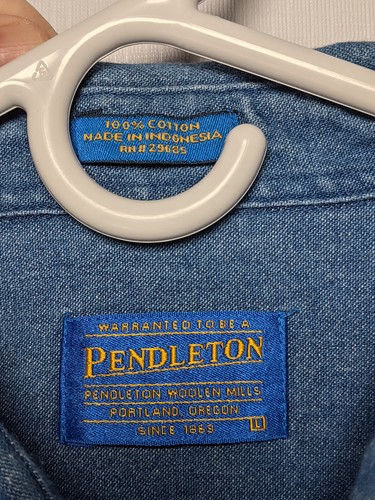 100% COTTON
MADE IN INDONESIA
RN# 29685
WARRANTED TO BE A
PENDLETON
PENDLETON WOOLEN MILLS
PORTLAND, OREGON
SINCE 1863
L